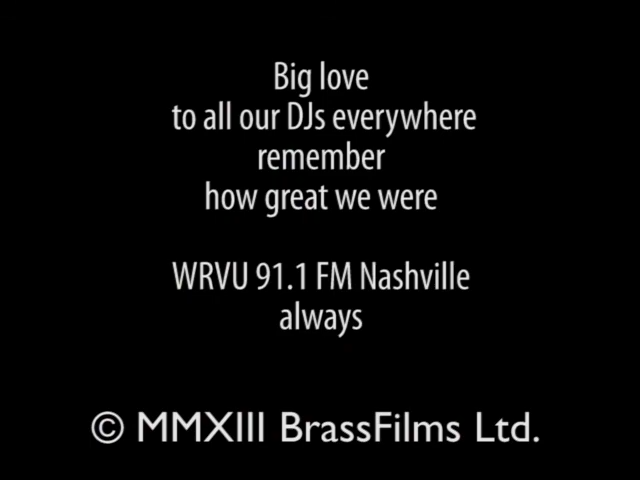 Big love
to all our DJs everywhere
remember
how great we were
WRVU 91.1 FM Nashville
always
© MMXIII BrassFilms Ltd.